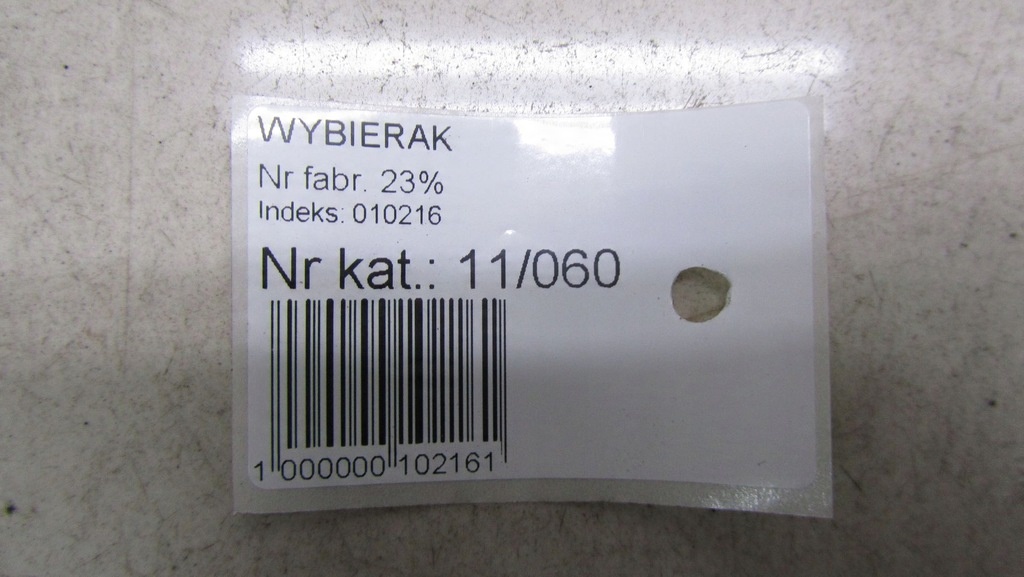 WYBIERAK
Nr fabr. 23%
Indeks: 010216
Nr kat.: 11/060
1 000000 102161